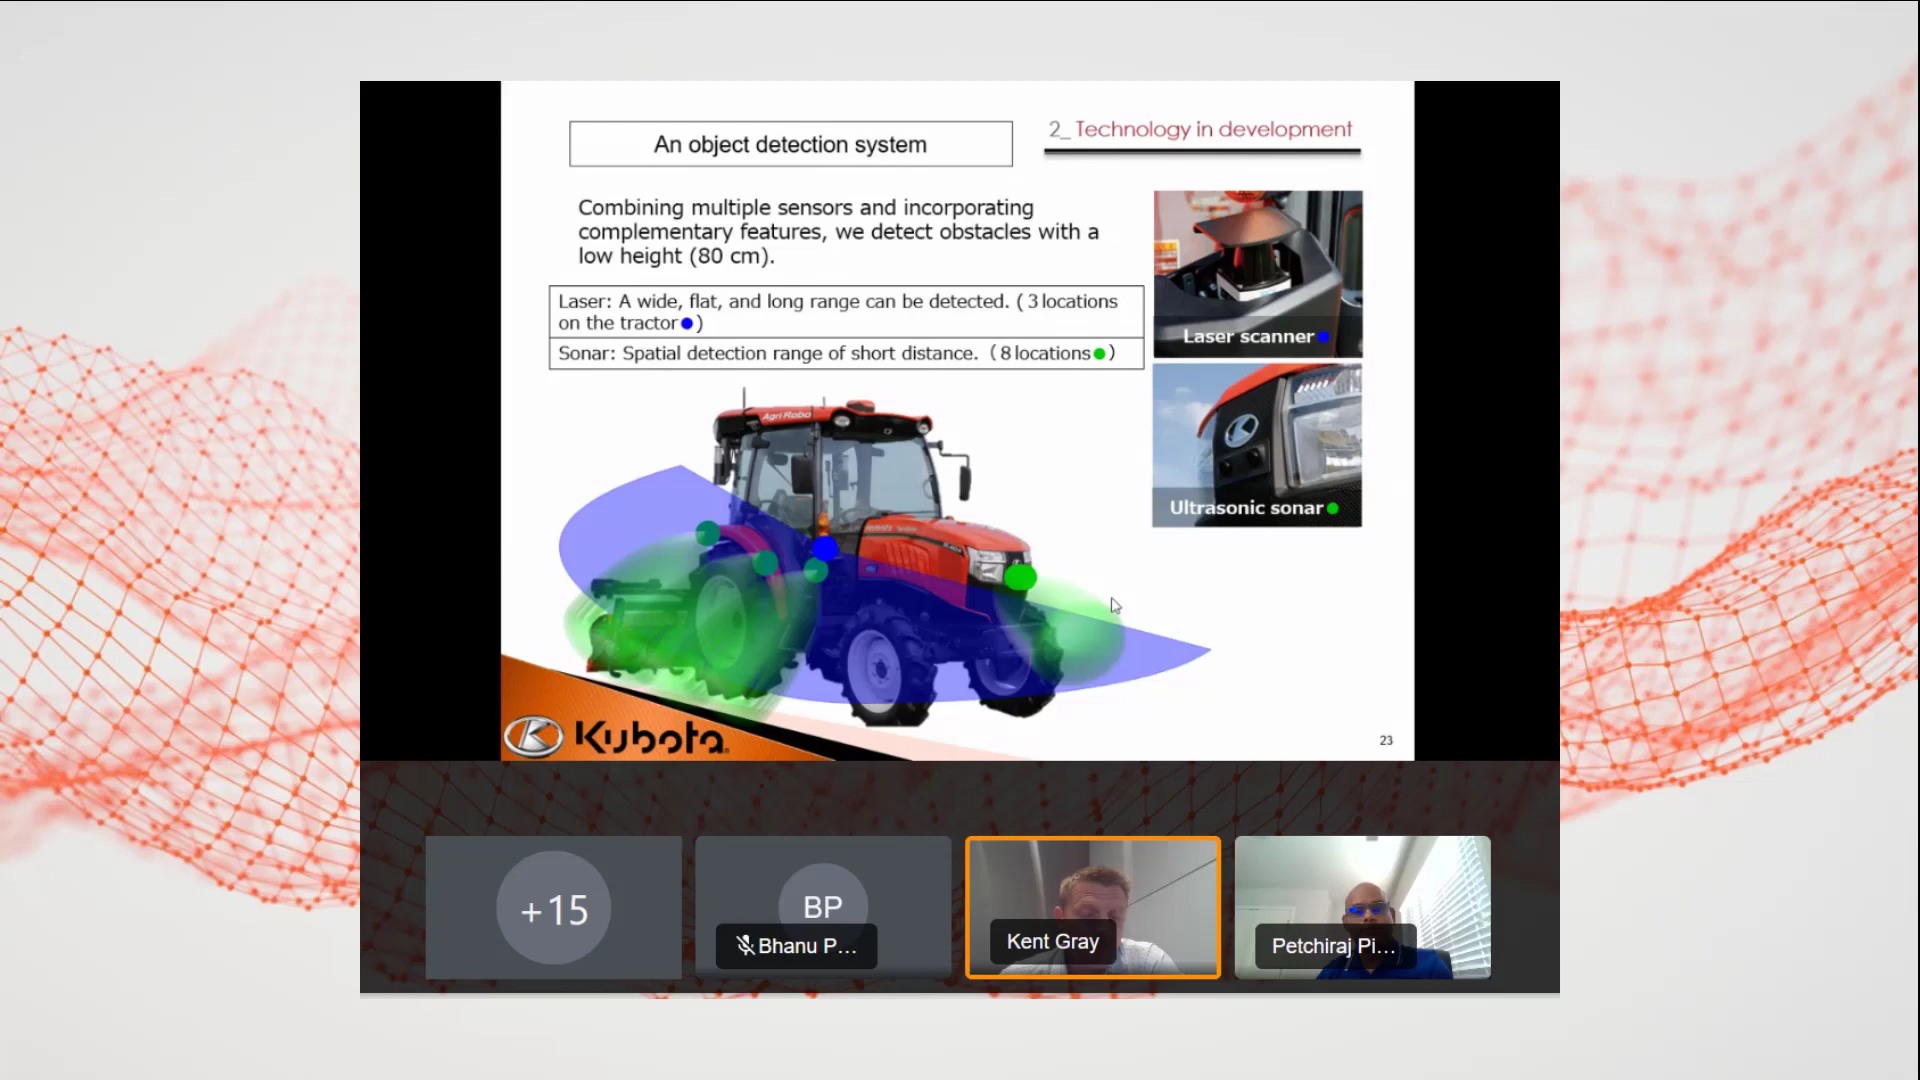 An object detection system
2_ Technology in development
Combining multiple sensors and incorporating
complementary features, we detect obstacles with a
low height (80 cm).
Laser: A wide, flat, and long range can be detected. ( 3 locations
on the tractor )
Sonar: Spatial detection range of short distance. ( 8 locations )
Laser scanner
Ultrasonic sonar
Agri Robo
Kubota
23
+15
BP
Bhanu P...
Kent Gray
Petchiraj Pi...